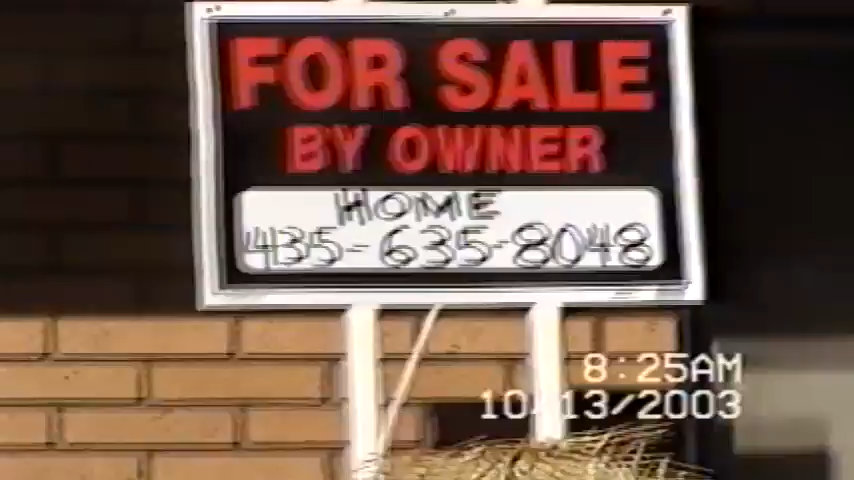 FOR SALE
BY OWNER
HOME
435-635-8048
8:25AM
10/13/2003